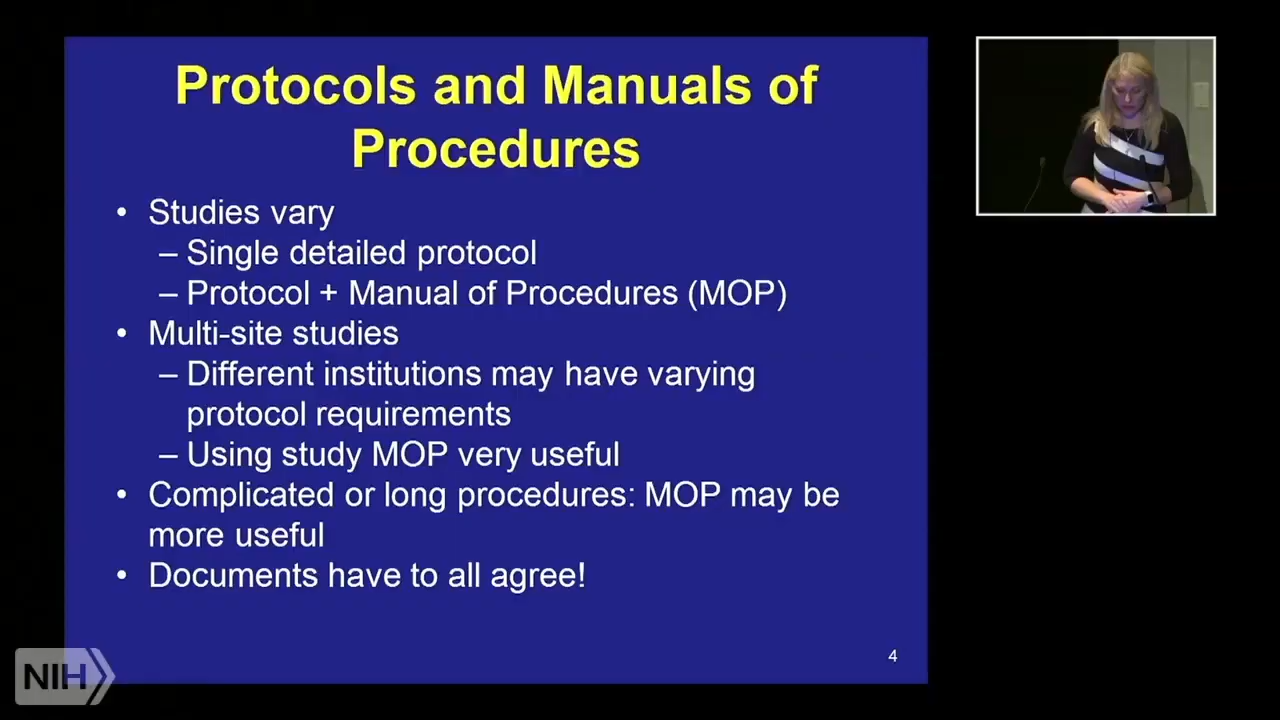 Protocols and Manuals of
Procedures
• Studies vary
– Single detailed protocol
– Protocol + Manual of Procedures (MOP)
• Multi-site studies
– Different institutions may have varying
protocol requirements
– Using study MOP very useful
• Complicated or long procedures: MOP may be
more useful
• Documents have to all agree!
4
NIH